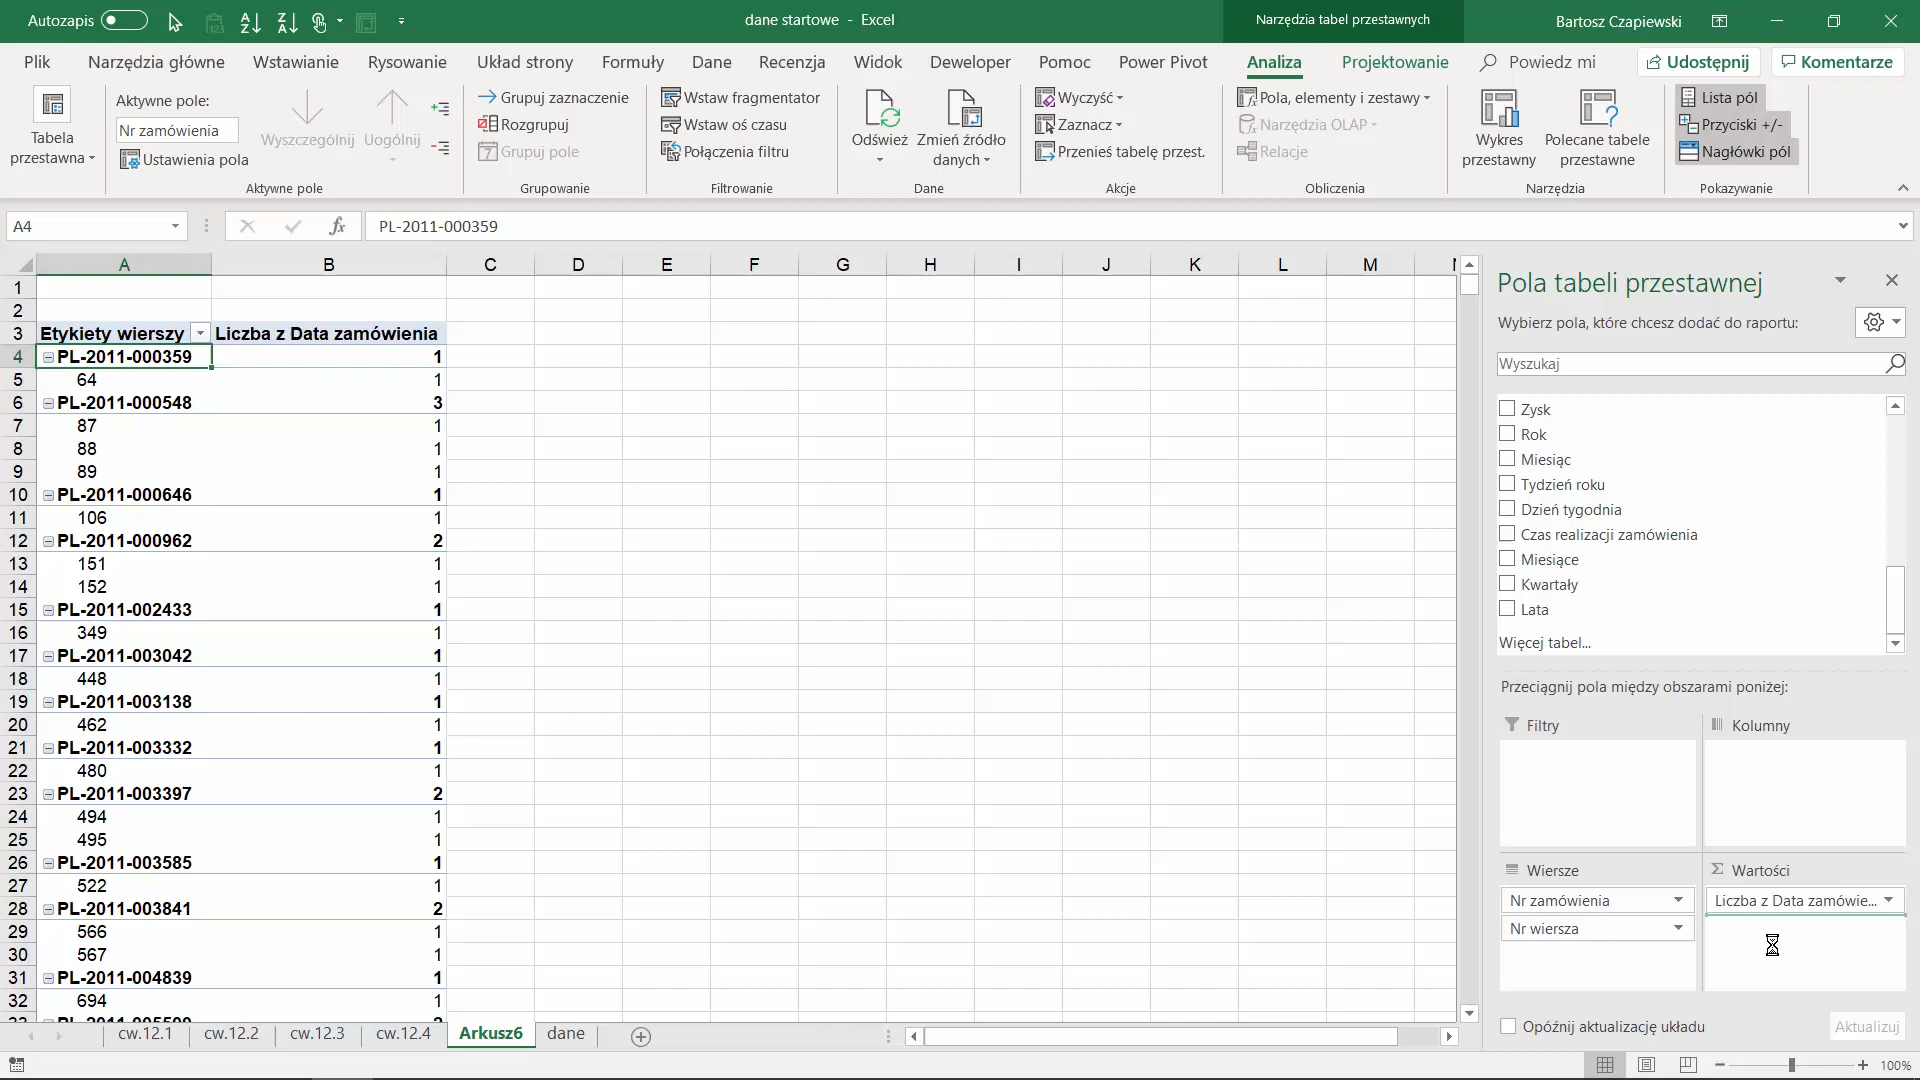 Autozapis
dane startowe - Excel
Narzędzia tabel przestawnych
Bartosz Czapiewski
Plik Narzędzia główne Wstawianie Rysowanie Układ strony Formuły Dane Recenzja Widok Deweloper Pomoc Power Pivot Analiza Projektowanie Powiedz mi Udostępnij Komentarze
Tabela przestawna
Aktywne pole:
Nr zamówienia
Ustawienia pola
Wyszczególnij
Uogólnij
Aktywne pole
Grupuj zaznaczenie
Rozgrupuj
Grupuj pole
Grupowanie
Wstaw fragmentator
Wstaw oś czasu
Połączenia filtru
Filtrowanie
Odśwież
Zmień źródło danych
Dane
Wyczyść
Zaznacz
Przenieś tabelę przest.
Akcje
Pola, elementy i zestawy
Narzędzia OLAP
Relacje
Obliczenia
Wykres przestawny
Polecane tabele przestawne
Narzędzia
Lista pól
Przyciski +/-
Nagłówki pól
Pokazywanie
A4
fx
PL-2011-000359
A B C D E F G H I J K L M
1
2
3 Etykiety wierszy Liczba z Data zamówienia
4 PL-2011-000359 1
5 64 1
6 PL-2011-000548 3
7 87 1
8 88 1
9 89 1
10 PL-2011-000646 1
11 106 1
12 PL-2011-000962 2
13 151 1
14 152 1
15 PL-2011-002433 1
16 349 1
17 PL-2011-003042 1
18 448 1
19 PL-2011-003138 1
20 462 1
21 PL-2011-003332 1
22 480 1
23 PL-2011-003397 2
24 494 1
25 495 1
26 PL-2011-003585 1
27 522 1
28 PL-2011-003841 2
29 566 1
30 567 1
31 PL-2011-004839 1
32 694 1
Pola tabeli przestawnej
Wybierz pola, które chcesz dodać do raportu:
Wyszukaj
Zysk
Rok
Miesiąc
Tydzień roku
Dzień tygodnia
Czas realizacji zamówienia
Miesiące
Kwartały
Lata
Więcej tabel...
Przeciągnij pola między obszarami poniżej:
Filtry
Kolumny
Wiersze
Nr zamówienia
Nr wiersza
Wartości
Liczba z Data zamówie...
Opóźnij aktualizację układu
Aktualizuj
cw.12.1 cw.12.2 cw.12.3 cw.12.4 Arkusz6 dane
100%